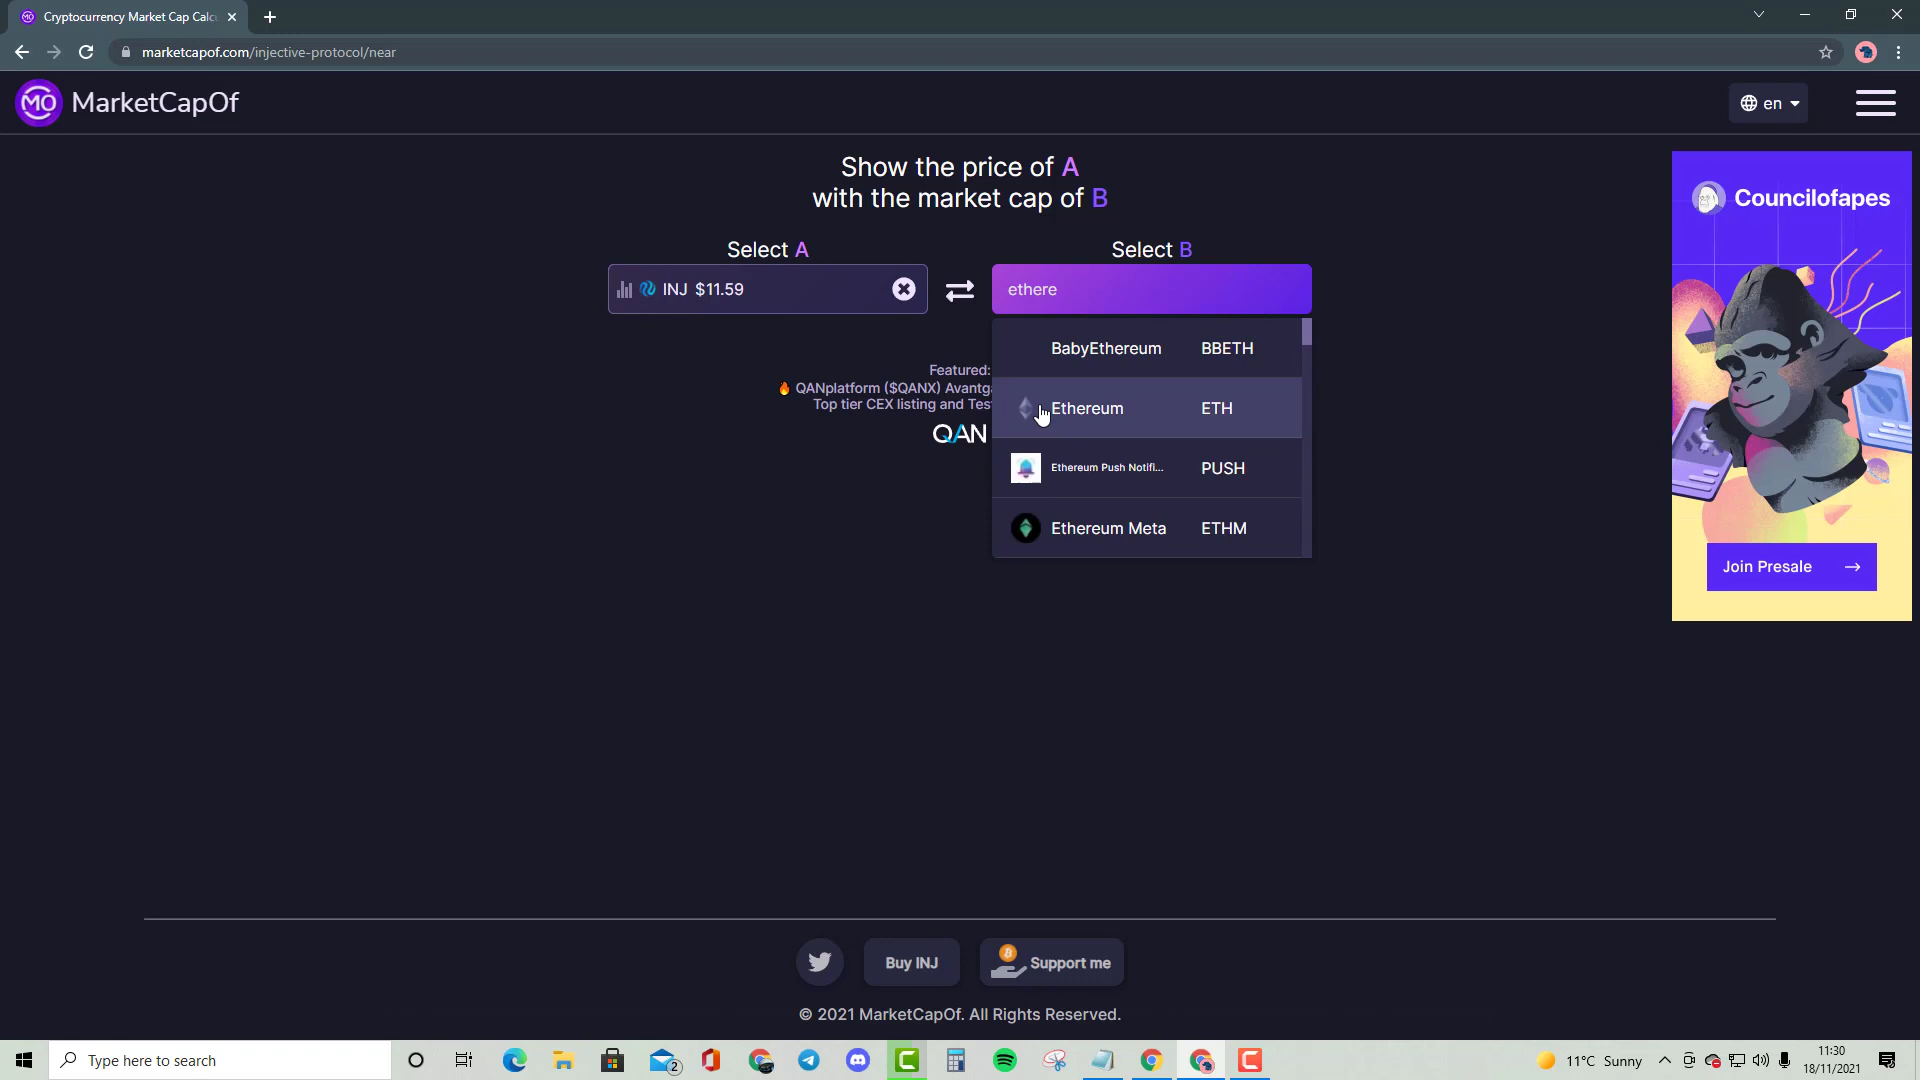 Cryptocurrency Market Cap Calc
marketcapof.com/injective-protocol/near
MO
MarketCapOf
en
Show the price of A
with the market cap of B
Select A
Select B
INJ $11.59
ethere
BabyEthereum BBETH
Ethereum ETH
Ethereum Push Notifi... PUSH
Ethereum Meta ETHM
Featured:
🔥 QANplatform ($QANX) Avantga
Top tier CEX listing and Tes
QAN
Councilofapes
Join Presale →
Buy INJ
Support me
© 2021 MarketCapOf. All Rights Reserved.
Type here to search
2
11°C Sunny
11:30
18/11/2021